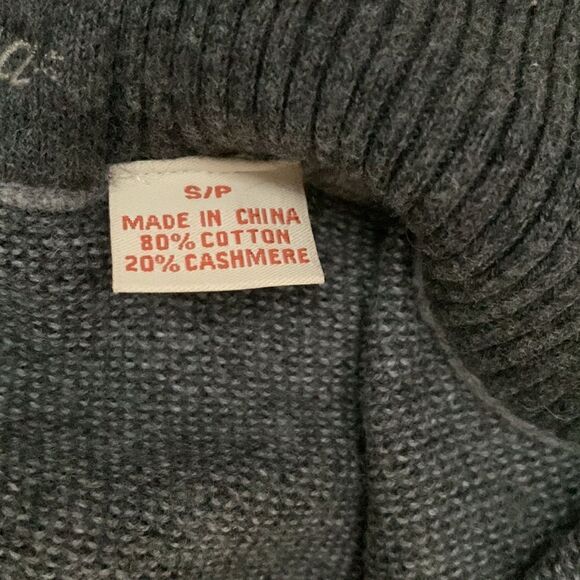 S/P
MADE IN CHINA
80% COTTON
20% CASHMERE